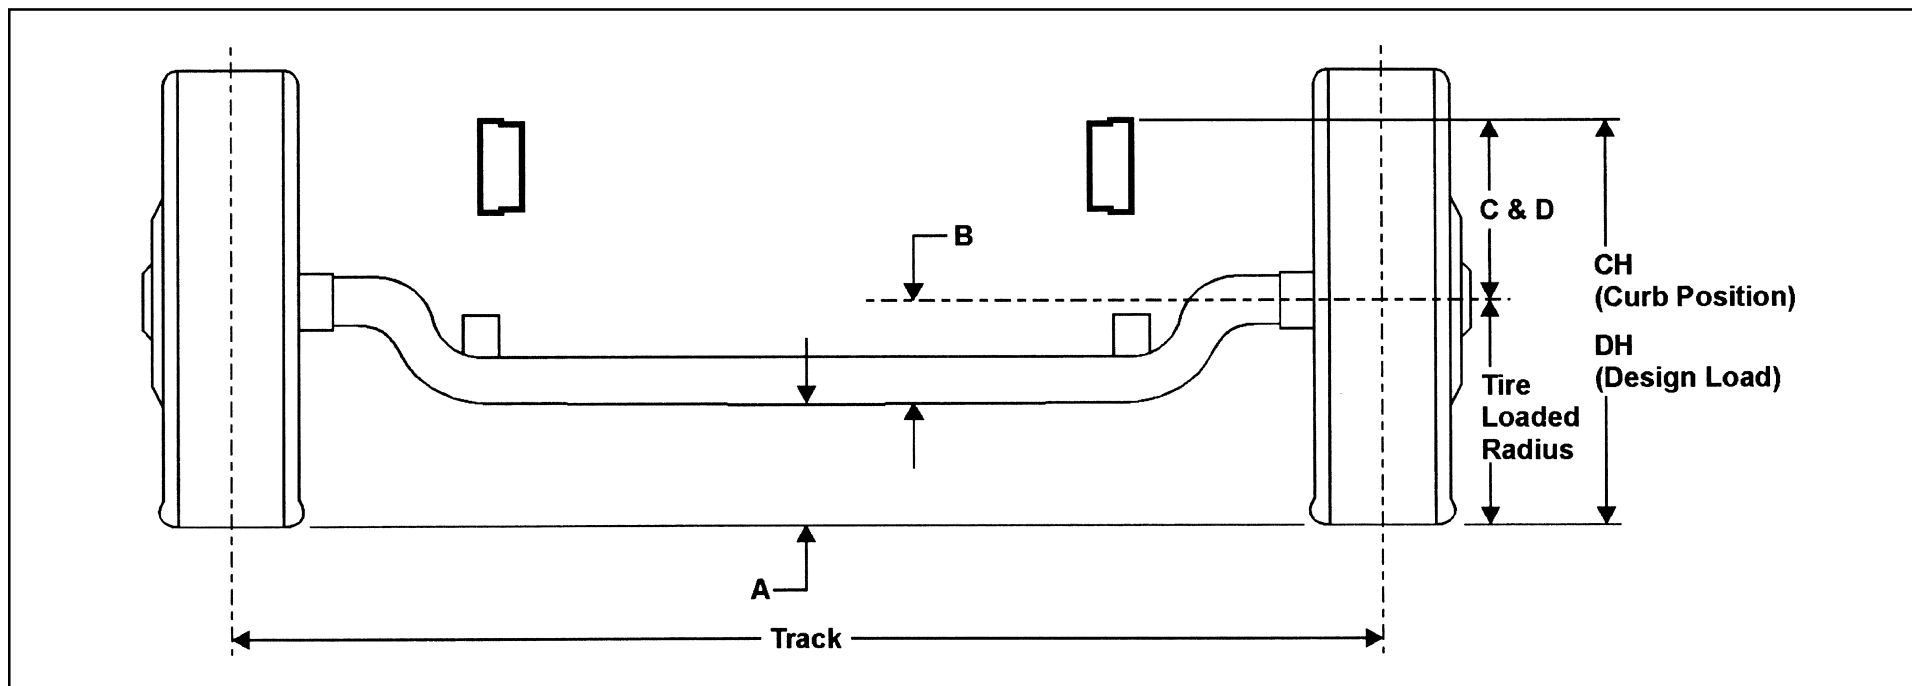 C & D
B
CH
(Curb Position)
DH
(Design Load)
Tire
Loaded
Radius
A
Track